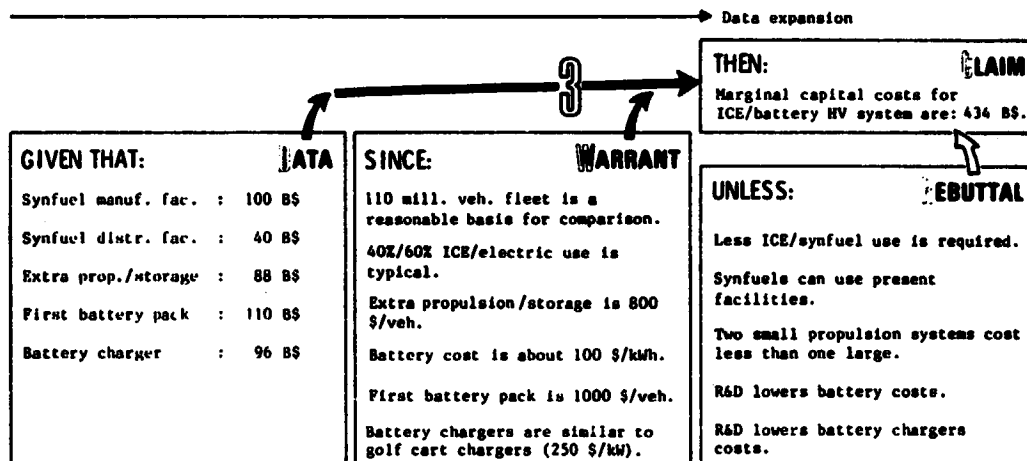 Data expansion
3
THEN: CLAIM
Marginal capital costs for
ICE/battery HV system are: 434 B$.
GIVEN THAT: DATA
Synfuel manuf. fac. : 100 B$
Synfuel distr. fac. : 40 B$
Extra prop./storage : 88 B$
First battery pack : 110 B$
Battery charger : 96 B$
SINCE: WARRANT
110 mill. veh. fleet is a
reasonable basis for comparison.
40%/60% ICE/electric use is
typical.
Extra propulsion/storage is 800
$/veh.
Battery cost is about 100 $/kWh.
First battery pack is 1000 $/veh.
Battery chargers are similar to
golf cart chargers (250 $/kW).
UNLESS: REBUTTAL
Less ICE/synfuel use is required.
Synfuels can use present
facilities.
Two small propulsion systems cost
less than one large.
R&D lowers battery costs.
R&D lowers battery chargers
costs.